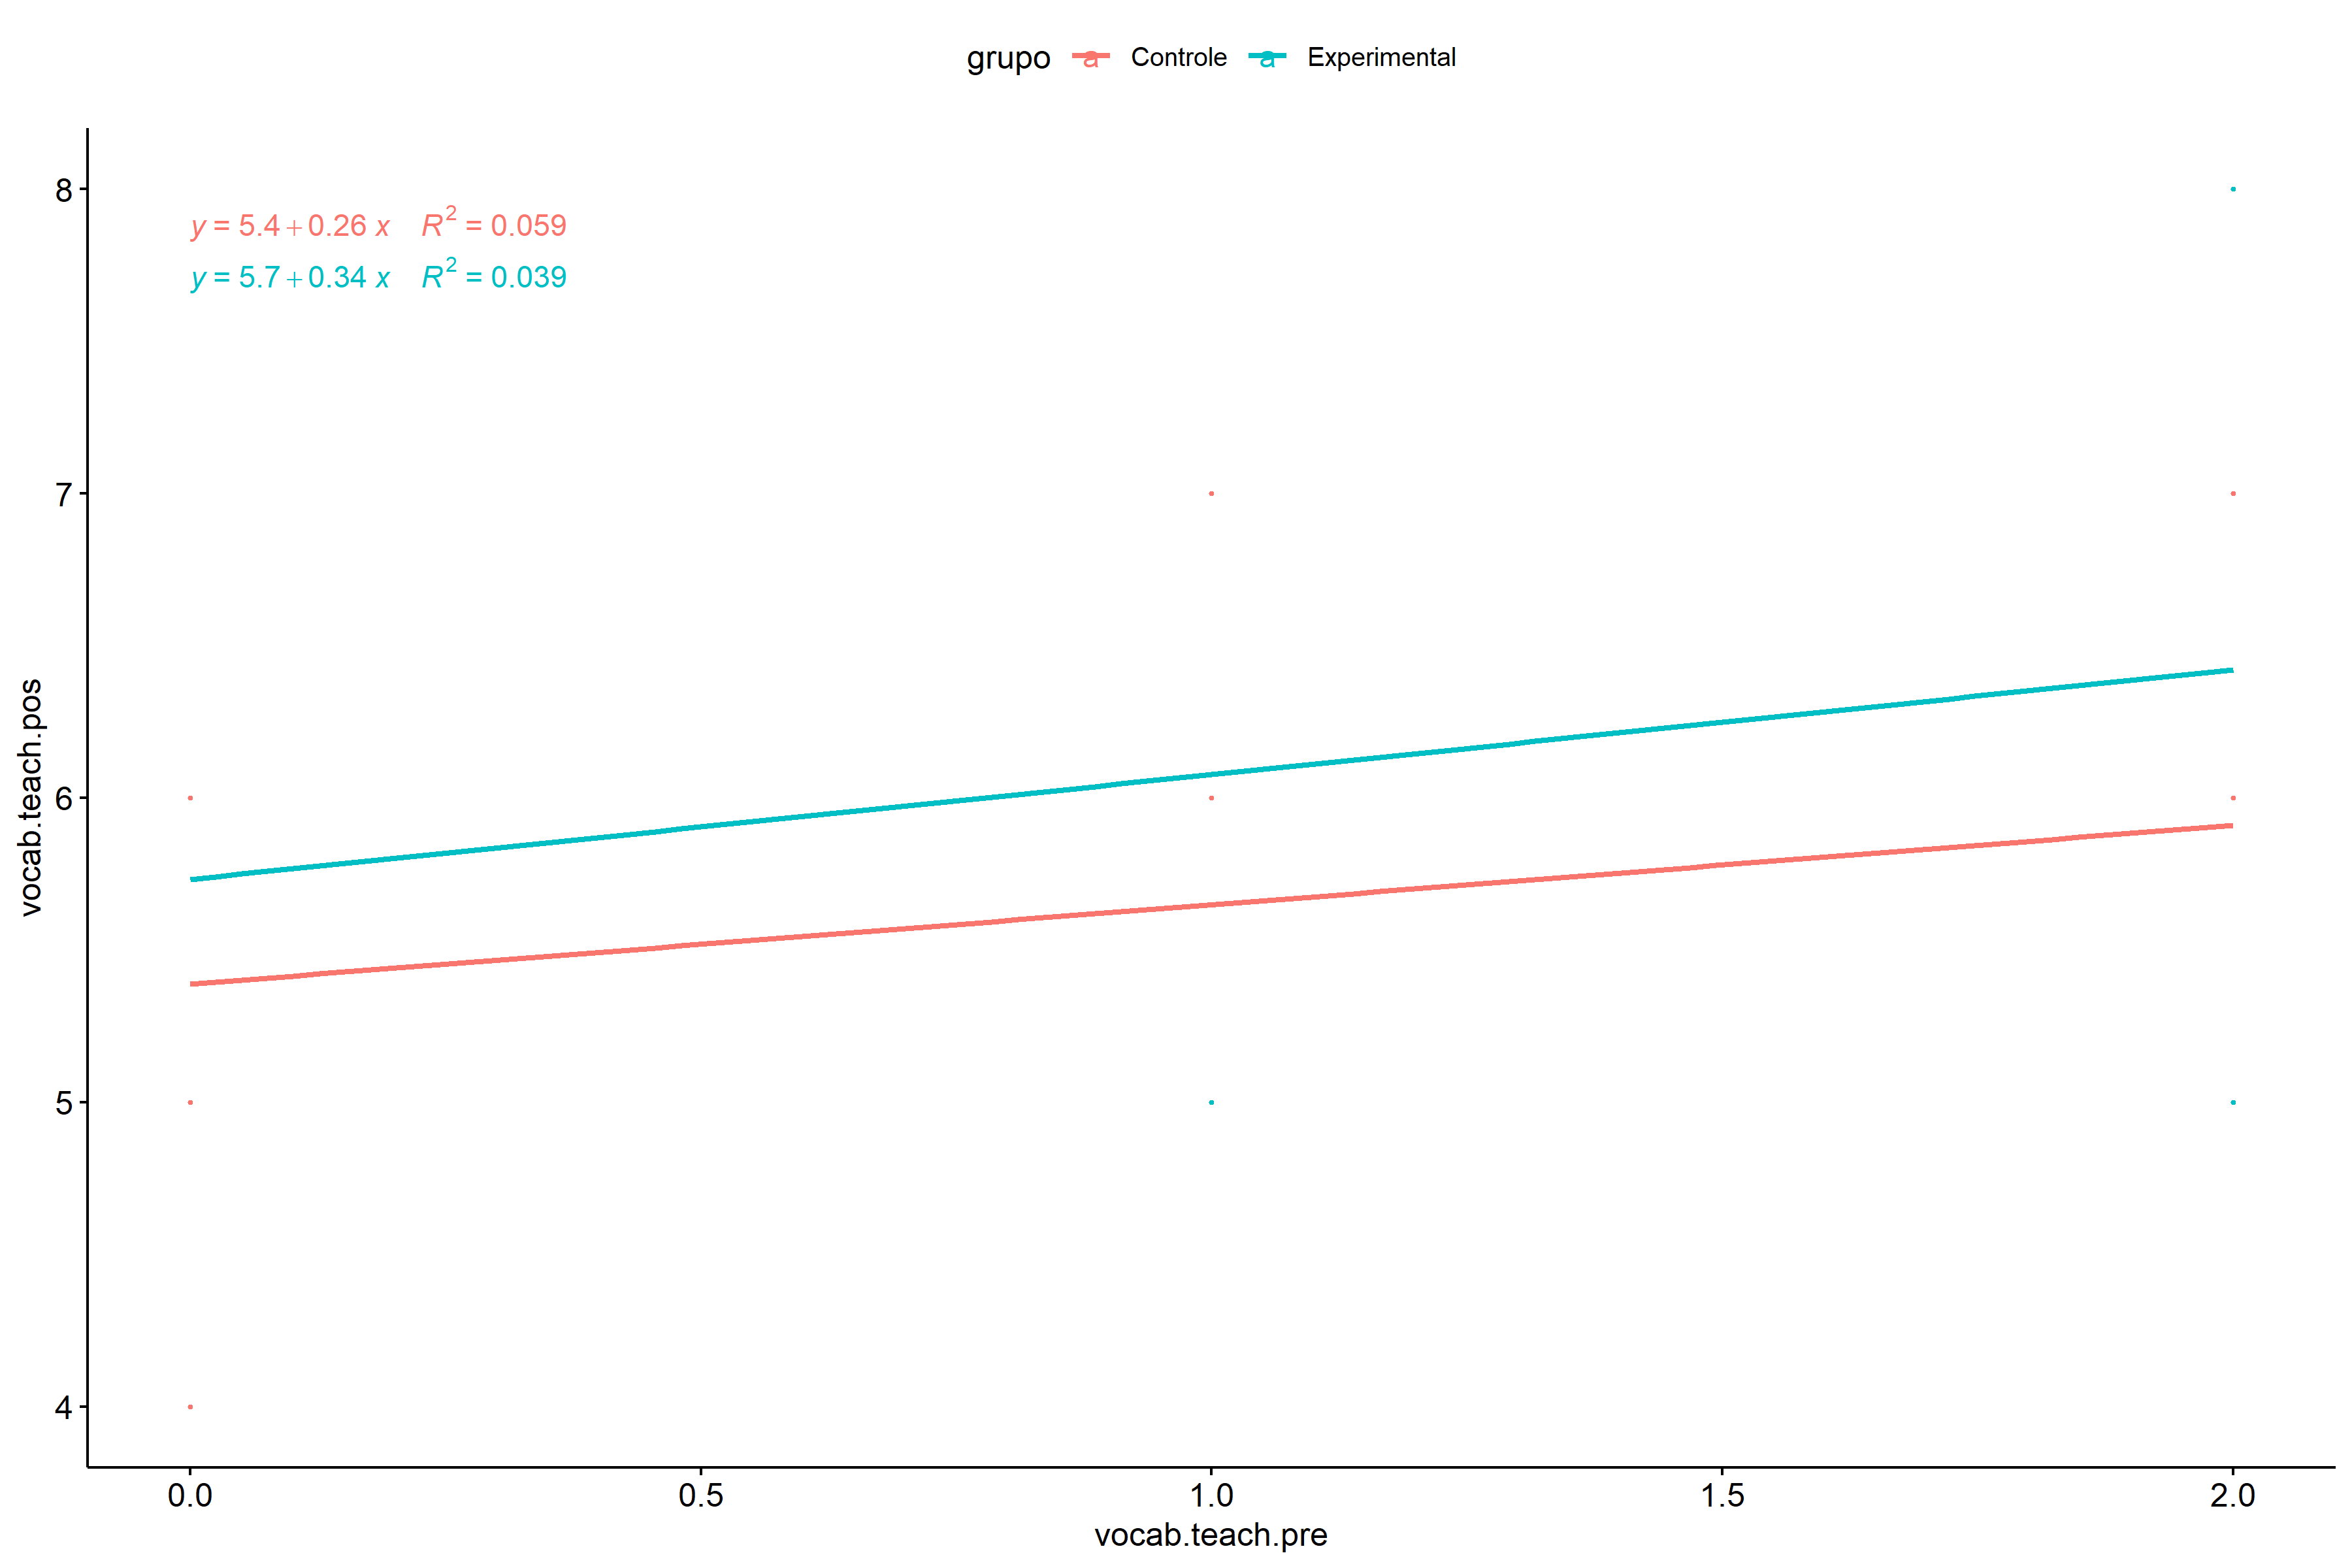 grupo a Controle a Experimental
y = 5.4 + 0.26 x R² = 0.059
y = 5.7 + 0.34 x R² = 0.039
8
7
6
5
4
vocab.teach.pos
0.0 0.5 1.0 1.5 2.0
vocab.teach.pre